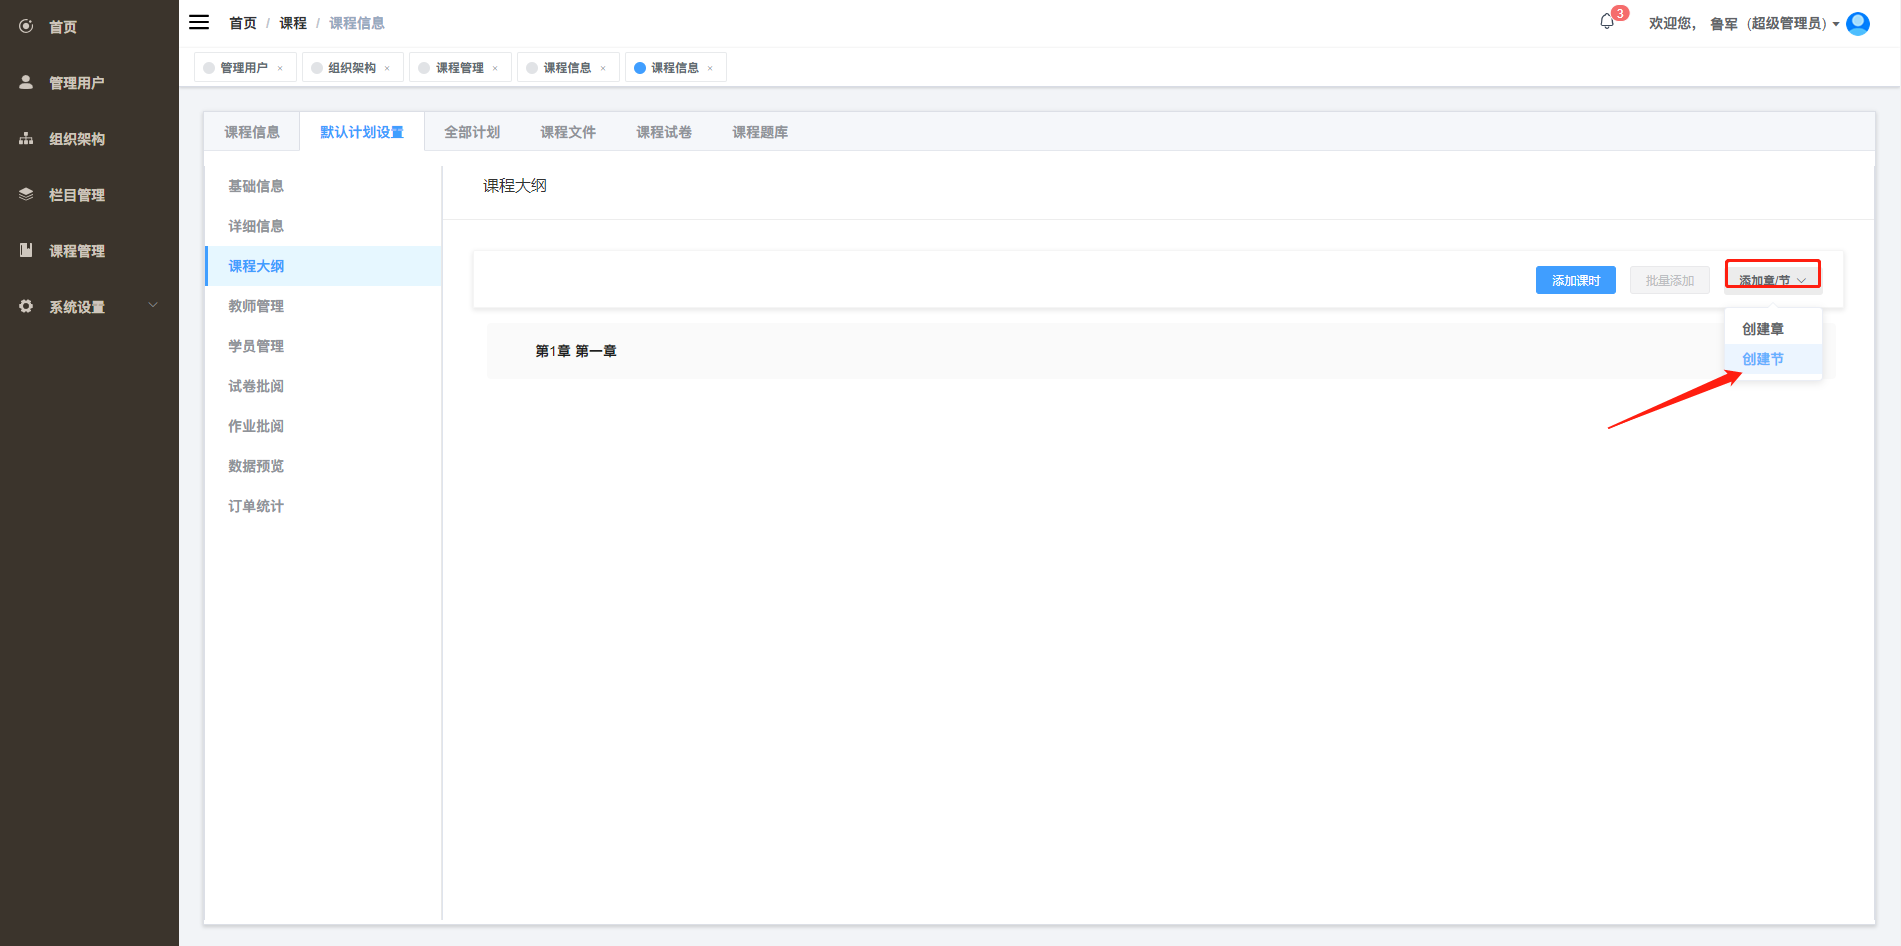 首页
管理用户
组织架构
栏目管理
课程管理
系统设置
首页 / 课程 / 课程信息
3
欢迎您, 鲁军 (超级管理员)
管理用户 ×
组织架构 ×
课程管理 ×
课程信息 ×
课程信息 ×
课程信息
默认计划设置
全部计划
课程文件
课程试卷
课程题库
基础信息
详细信息
课程大纲
教师管理
学员管理
试卷批阅
作业批阅
数据预览
订单统计
课程大纲
添加课时
批量添加
添加章/节
创建章
创建节
第1章 第一章